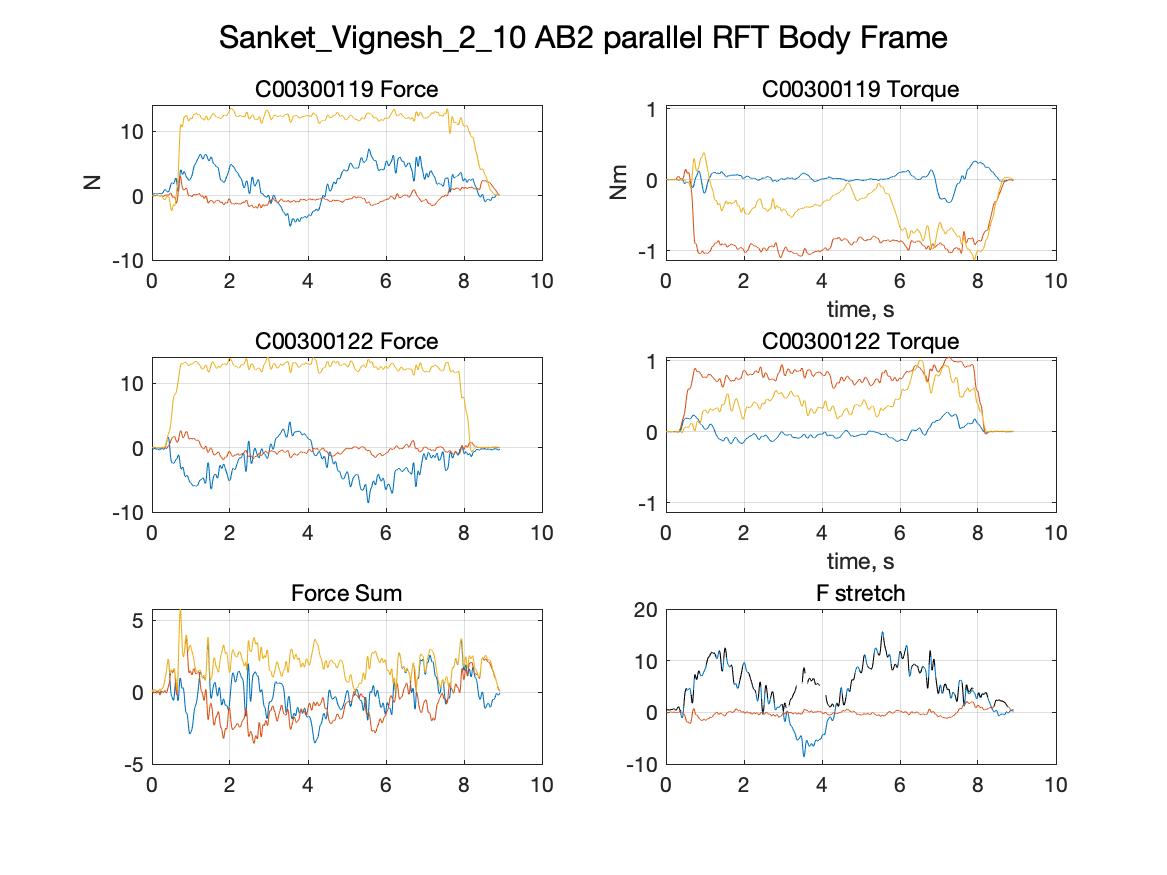 Sanket_Vignesh_2_10 AB2 parallel RFT Body Frame
C00300119 Force
10
0
-10
N
0 2 4 6 8 10
C00300119 Torque
1
0
-1
Nm
0 2 4 6 8 10
time, s
C00300122 Force
10
0
-10
0 2 4 6 8 10
C00300122 Torque
1
0
-1
0 2 4 6 8 10
time, s
Force Sum
5
0
-5
0 2 4 6 8 10
F stretch
20
10
0
-10
0 2 4 6 8 10